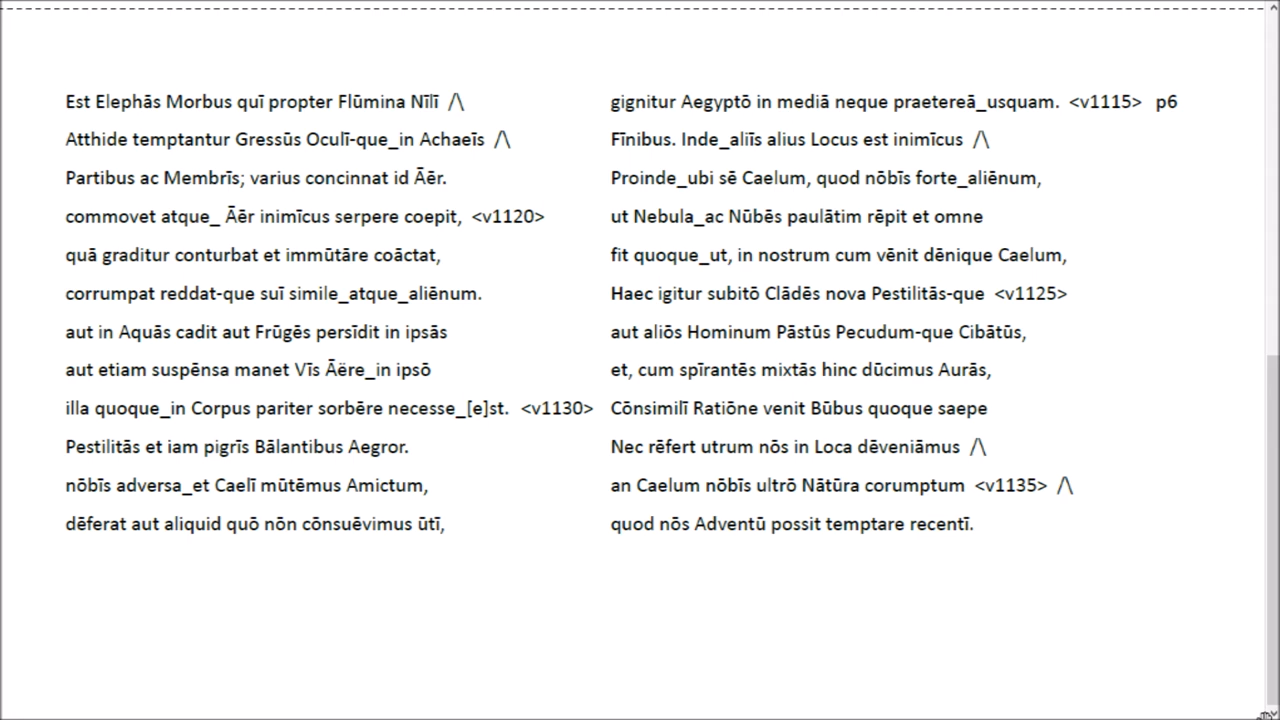 Est Elephās Morbus quī propter Flūmina Nīlī /\
gignitur Aegyptō in mediā neque praetereā_usquam. <v1115> p6
Atthide temptantur Gressūs Oculī-que_in Achaeīs /\
Fīnibus. Inde_aliīs alius Locus est inimīcus /\
Partibus ac Membrīs; varius concinnat id Āër.
Proinde_ubi sē Caelum, quod nōbīs forte_aliēnum,
commovet atque_ Āër inimīcus serpere coepit, <v1120>
ut Nebula_ac Nūbēs paulātim rēpit et omne
quā graditur conturbat et immūtāre coāctat,
fit quoque_ut, in nostrum cum vēnit dēnique Caelum,
corrumpat reddat-que suī simile_atque_aliēnum.
Haec igitur subitō Clādēs nova Pestilitās-que <v1125>
aut in Aquās cadit aut Frūgēs persīdit in ipsās
aut aliōs Hominum Pāstūs Pecudum-que Cibātūs,
aut etiam suspēnsa manet Vīs Āëre_in ipsō
et, cum spīrantēs mixtās hinc dūcimus Aurās,
illa quoque_in Corpus pariter sorbēre necesse_[e]st. <v1130>
Cōnsimilī Ratiōne venit Būbus quoque saepe
Pestilitās et iam pigrīs Bālantibus Aegror.
Nec rēfert utrum nōs in Loca dēveniāmus /\
nōbīs adversa_et Caelī mūtēmus Amictum,
an Caelum nōbīs ultrō Nātūra corumptum <v1135> /\
dēferat aut aliquid quō nōn cōnsuēvimus ūtī,
quod nōs Adventū possit temptare recentī.